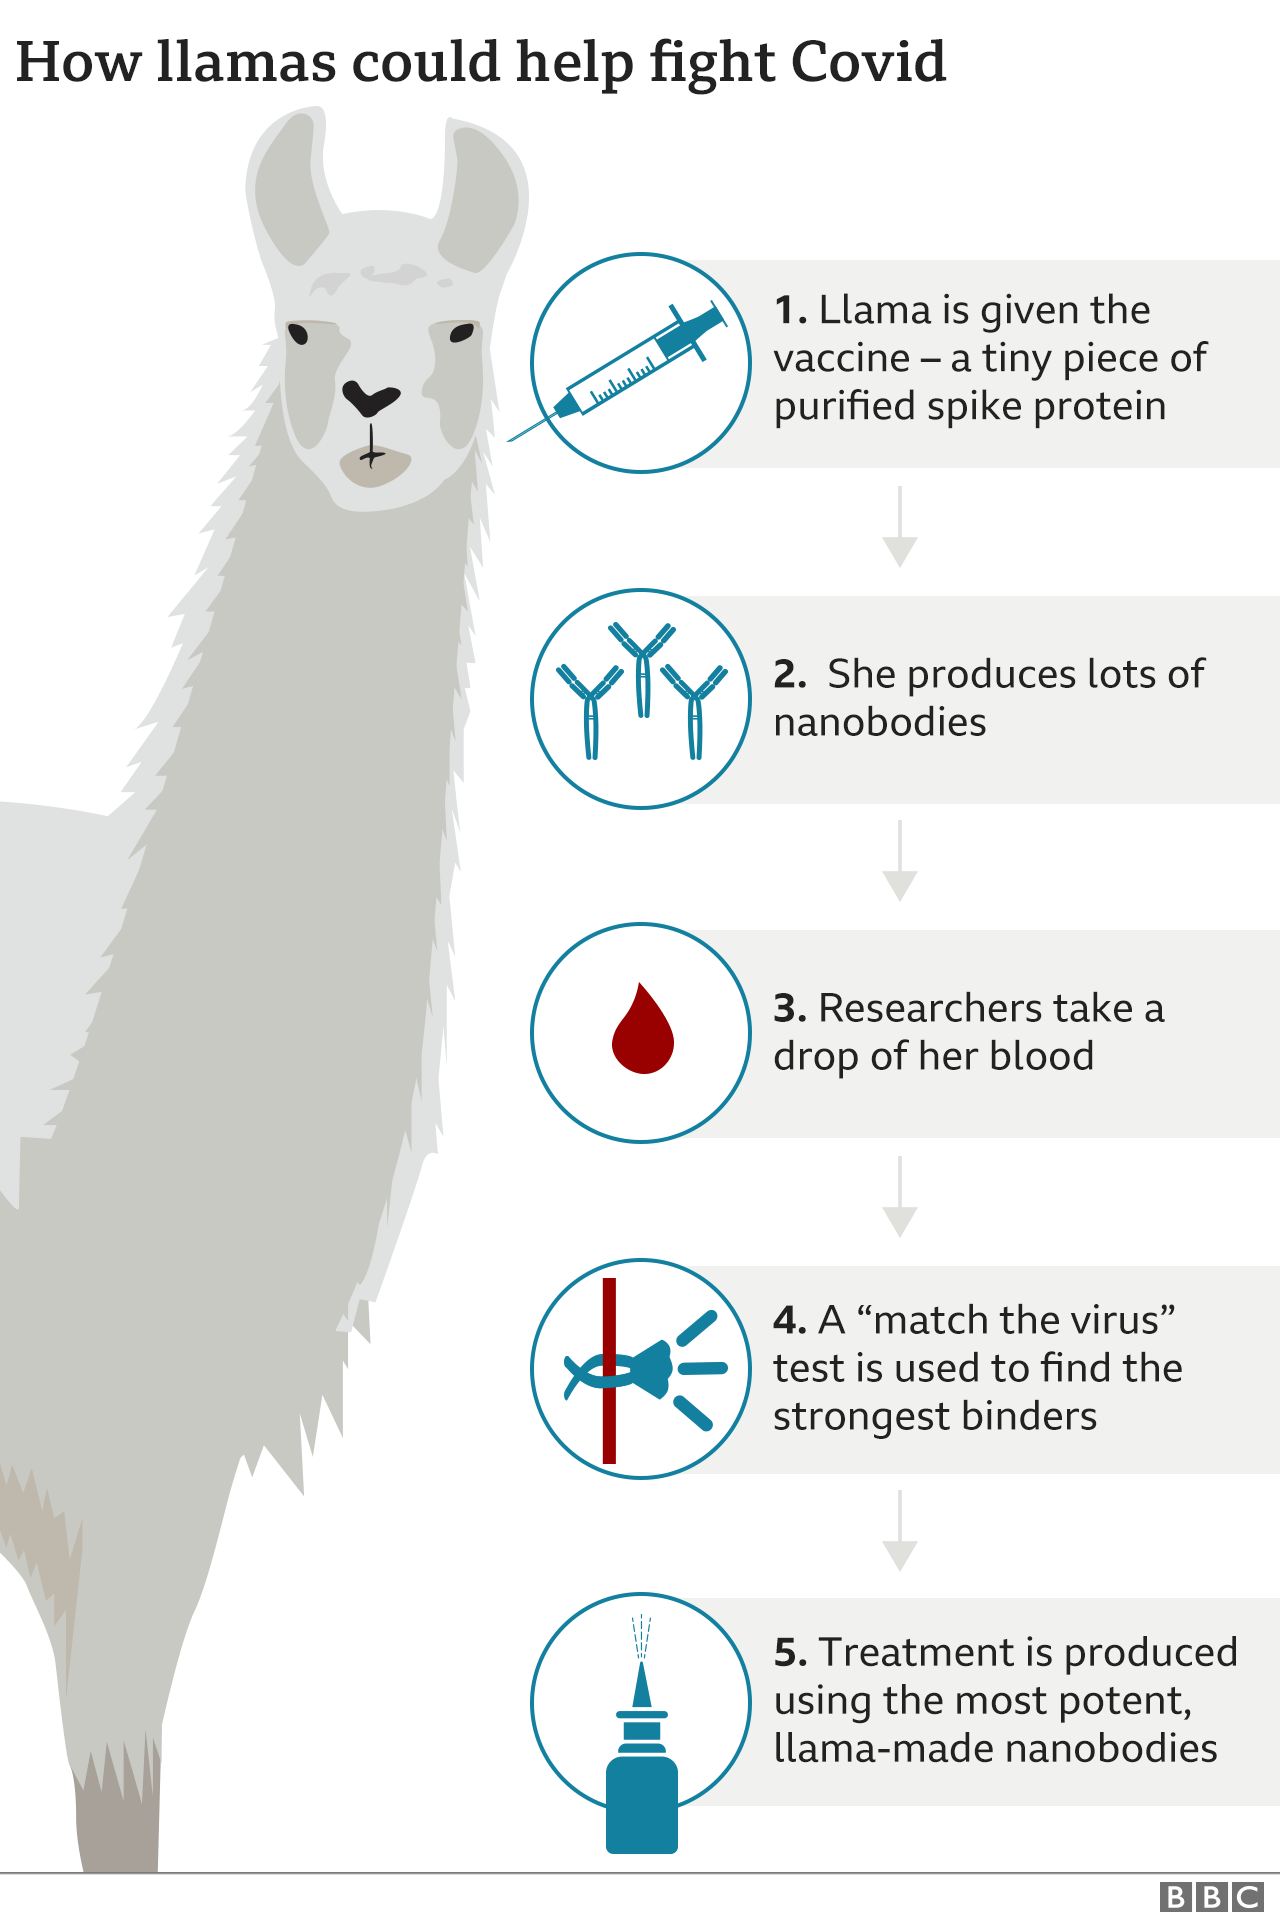 How llamas could help fight Covid
1. Llama is given the
vaccine – a tiny piece of
purified spike protein
2. She produces lots of
nanobodies
3. Researchers take a
drop of her blood
4. A “match the virus”
test is used to find the
strongest binders
5. Treatment is produced
using the most potent,
llama-made nanobodies
BBC